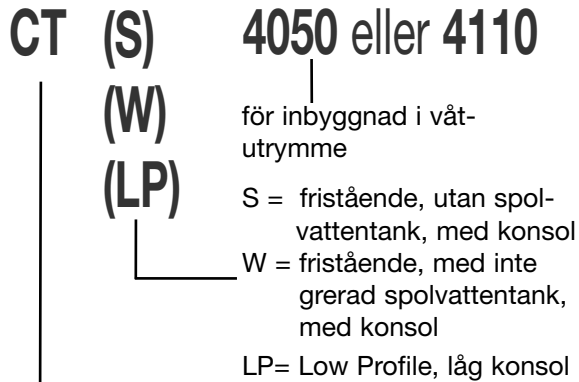 CT (S) 4050 eller 4110
(W)
(LP)
för inbyggnad i våt-
utrymme
S = fristående, utan spol-
vattentank, med konsol
W = fristående, med inte
grerad spolvattentank,
med konsol
LP= Low Profile, låg konsol